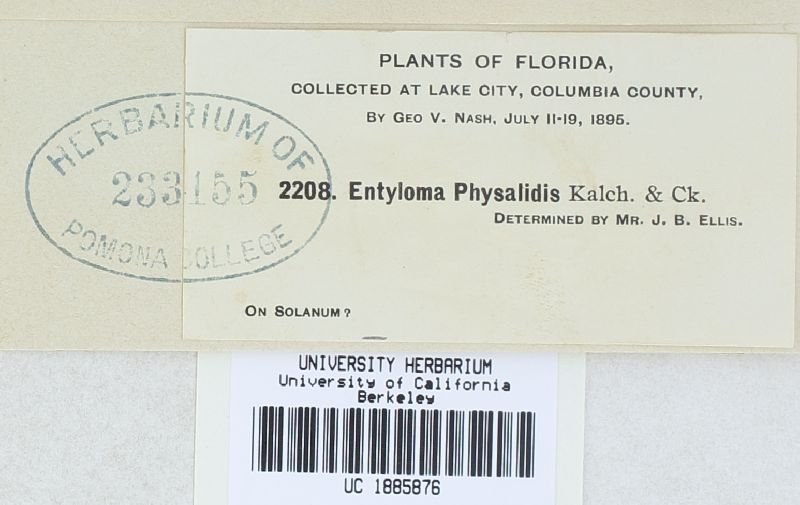 PLANTS OF FLORIDA,
COLLECTED AT LAKE CITY, COLUMBIA COUNTY,
BY GEO V. NASH, JULY 11-19, 1895.
HERBARIUM OF
233155
POMONA COLLEGE
2208. Entyloma Physalidis Kalch. & Ck.
DETERMINED BY MR. J. B. ELLIS.
ON SOLANUM?
UNIVERSITY HERBARIUM
University of California
Berkeley
UC 1885876